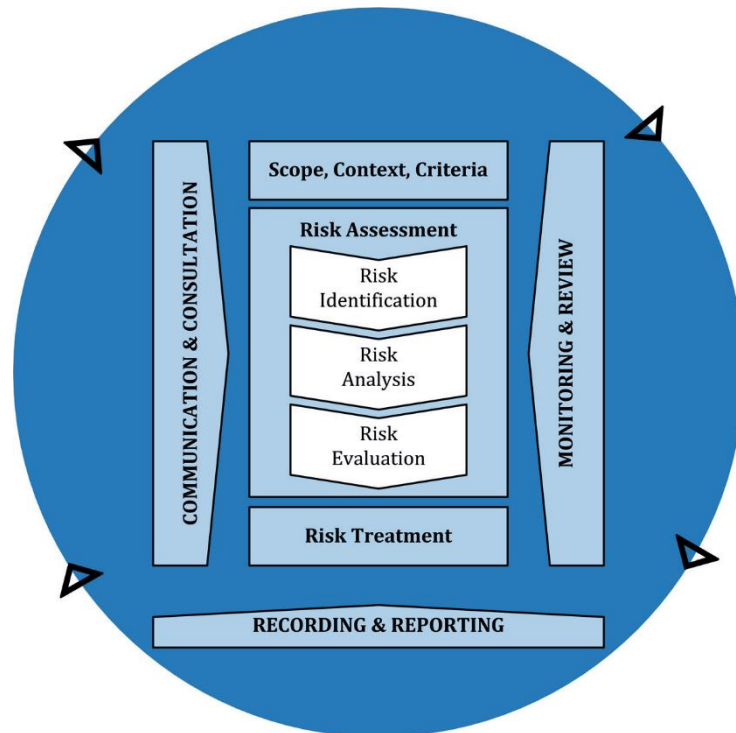 Scope, Context, Criteria
COMMUNICATION & CONSULTATION
Risk Assessment
Risk
Identification
Risk
Analysis
Risk
Evaluation
MONITORING & REVIEW
Risk Treatment
RECORDING & REPORTING